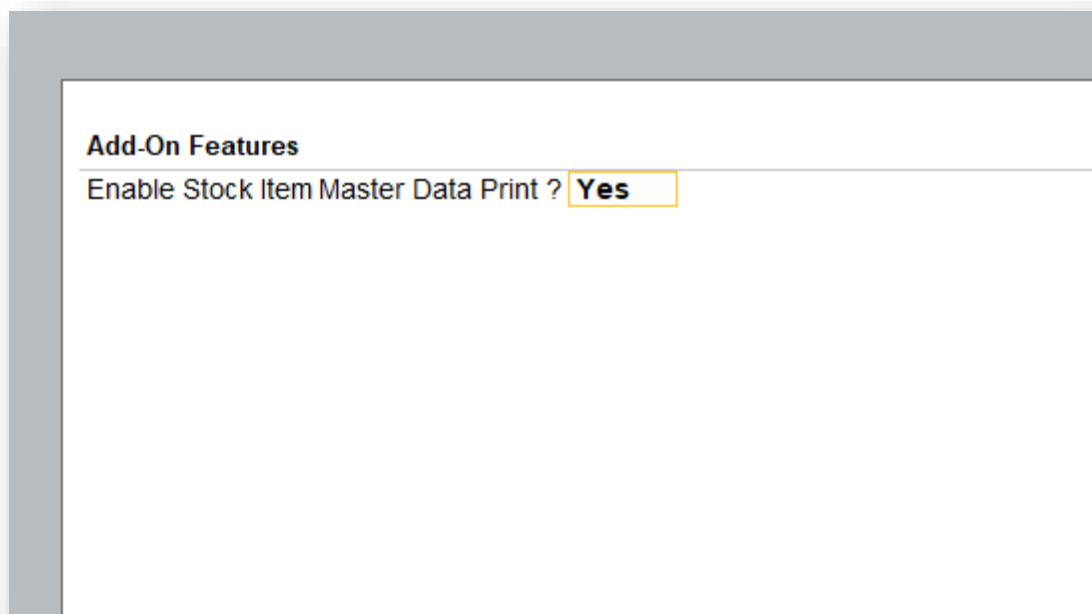 Add-On Features
Enable Stock Item Master Data Print ? Yes